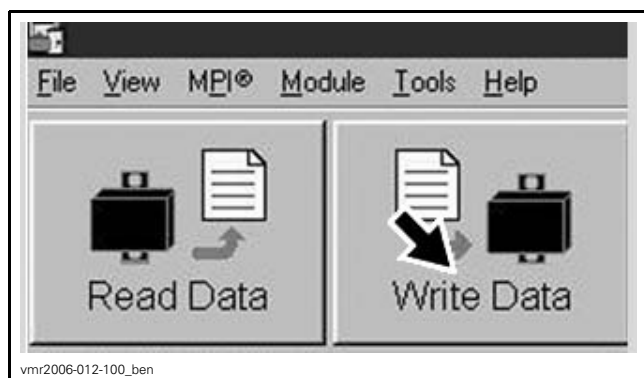 File View MPI® Module Tools Help
Read Data Write Data
vmr2006-012-100_ben